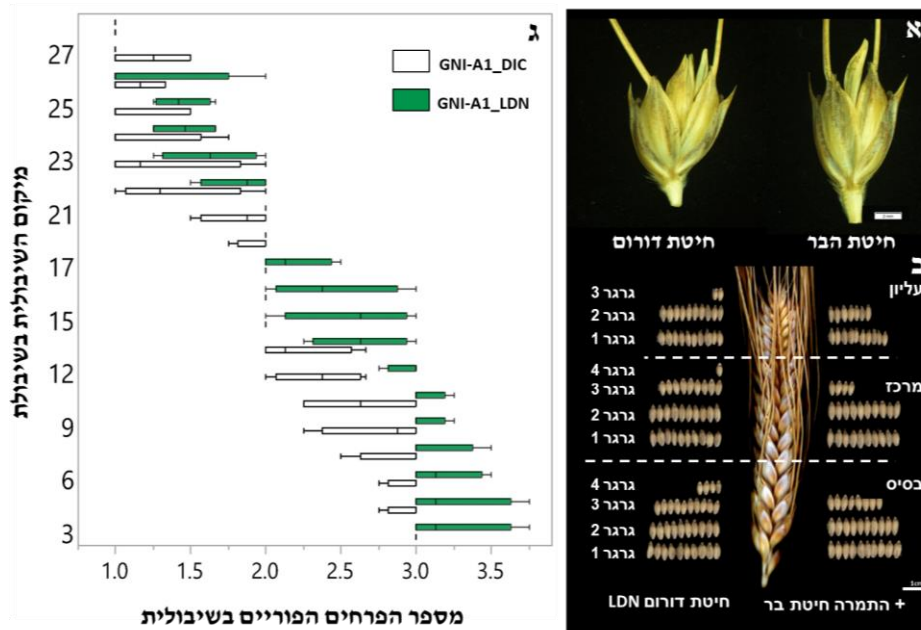 ג
GNI-A1_DIC
GNI-A1_LDN
27
25
23
21
17
15
12
9
6
3
1.0 1.5 2.0 2.5 3.0 3.5
מיקום השיבולית בשיבולת
מספר הפרחים הפוריים בשיבולית
א
חיטת הבר
חיטת דורום
ב
עליון
גרגר 3
גרגר 2
גרגר 1
מרכז
גרגר 4
גרגר 3
גרגר 2
גרגר 1
בסיס
גרגר 4
גרגר 3
גרגר 2
גרגר 1
1cm
חיטת דורום LDN
+ התמרה חיטת בר